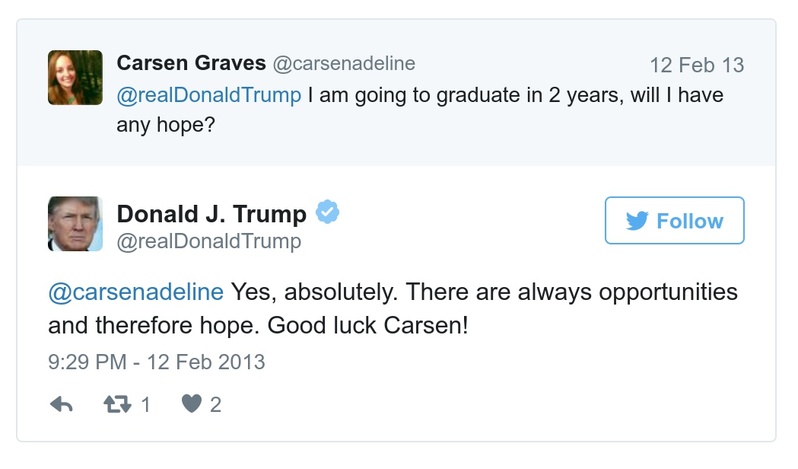 Carsen Graves @carsenadeline 12 Feb 13
@realDonaldTrump I am going to graduate in 2 years, will I have
any hope?
Donald J. Trump
@realDonaldTrump
Follow
@carsenadeline Yes, absolutely. There are always opportunities
and therefore hope. Good luck Carsen!
9:29 PM - 12 Feb 2013
1 2